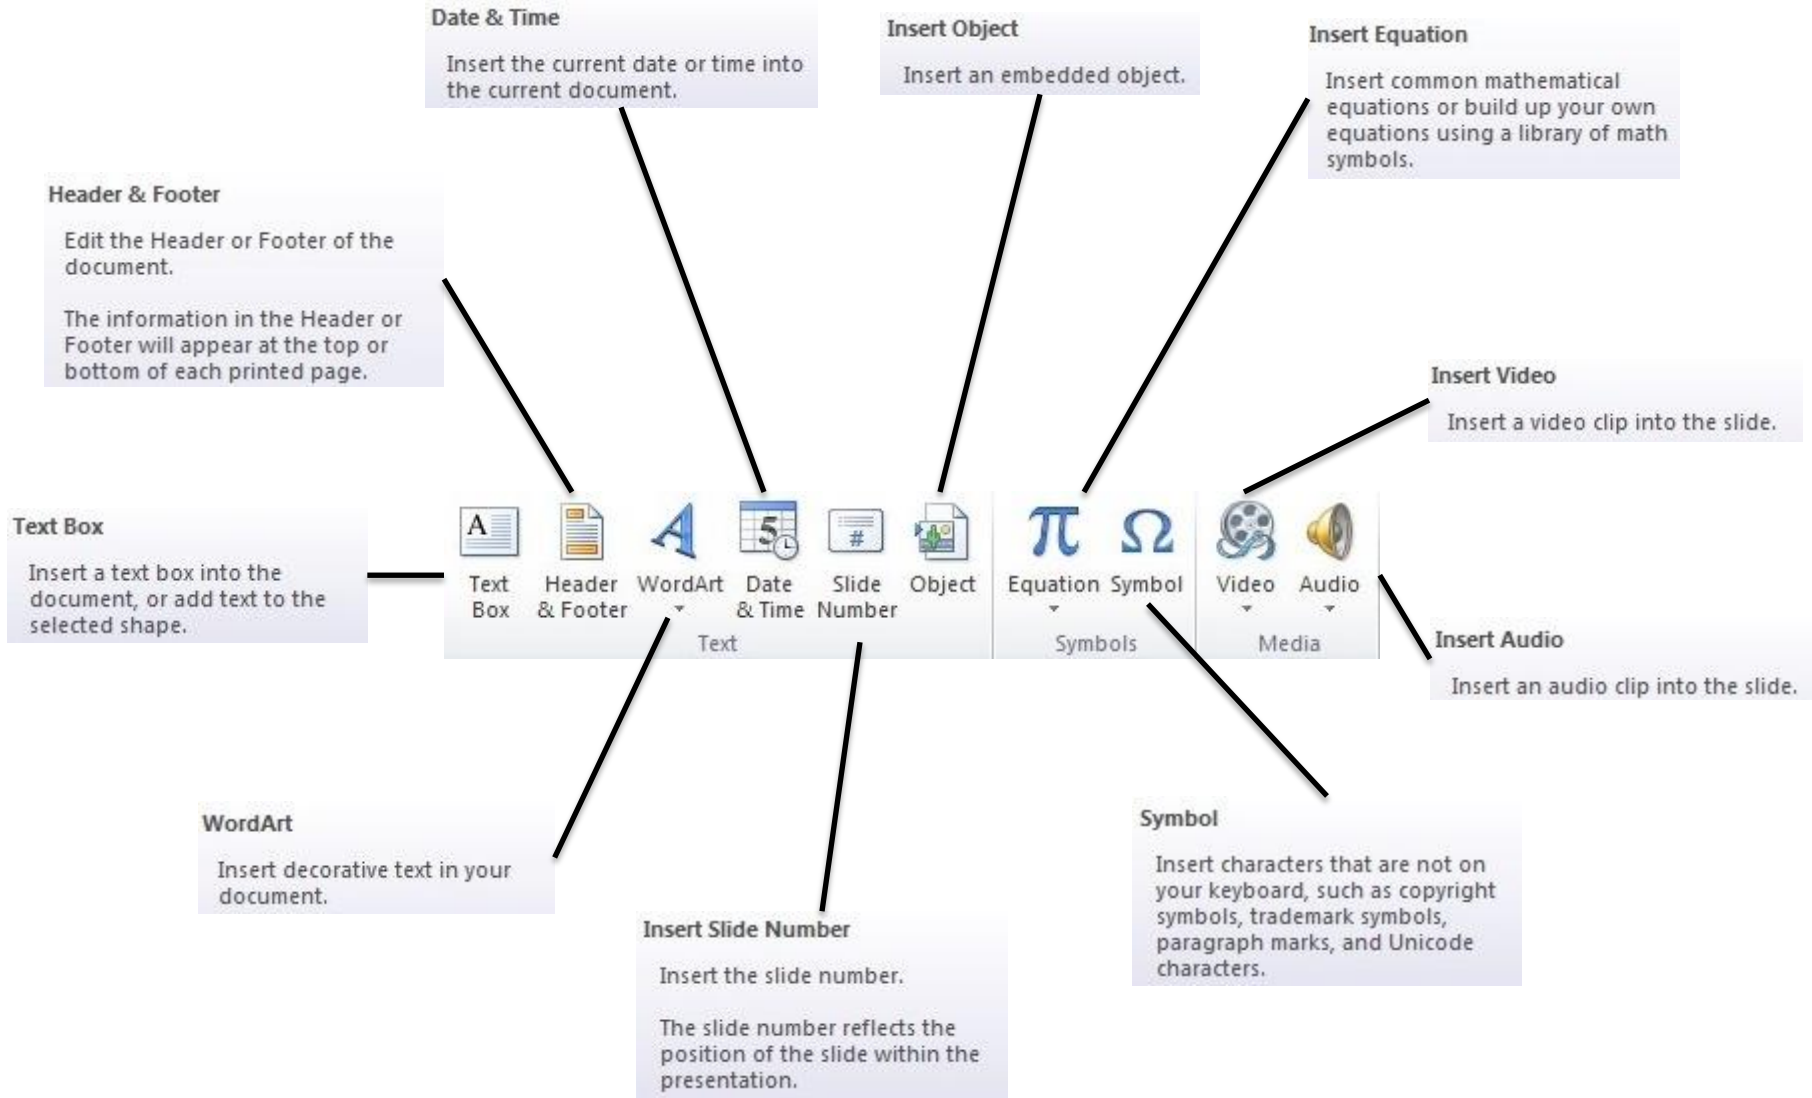 Date & Time
Insert the current date or time into
the current document.
Insert Object
Insert an embedded object.
Insert Equation
Insert common mathematical
equations or build up your own
equations using a library of math
symbols.
Header & Footer
Edit the Header or Footer of the
document.
The information in the Header or
Footer will appear at the top or
bottom of each printed page.
Insert Video
Insert a video clip into the slide.
Text Box
Insert a text box into the
document, or add text to the
selected shape.
A
A
5
#
π
Ω
Text
Box
Header
& Footer
WordArt
Date
& Time
Slide
Number
Object
Equation
Symbol
Video
Audio
Text
Symbols
Media
Insert Audio
Insert an audio clip into the slide.
WordArt
Insert decorative text in your
document.
Insert Slide Number
Insert the slide number.
The slide number reflects the
position of the slide within the
presentation.
Symbol
Insert characters that are not on
your keyboard, such as copyright
symbols, trademark symbols,
paragraph marks, and Unicode
characters.